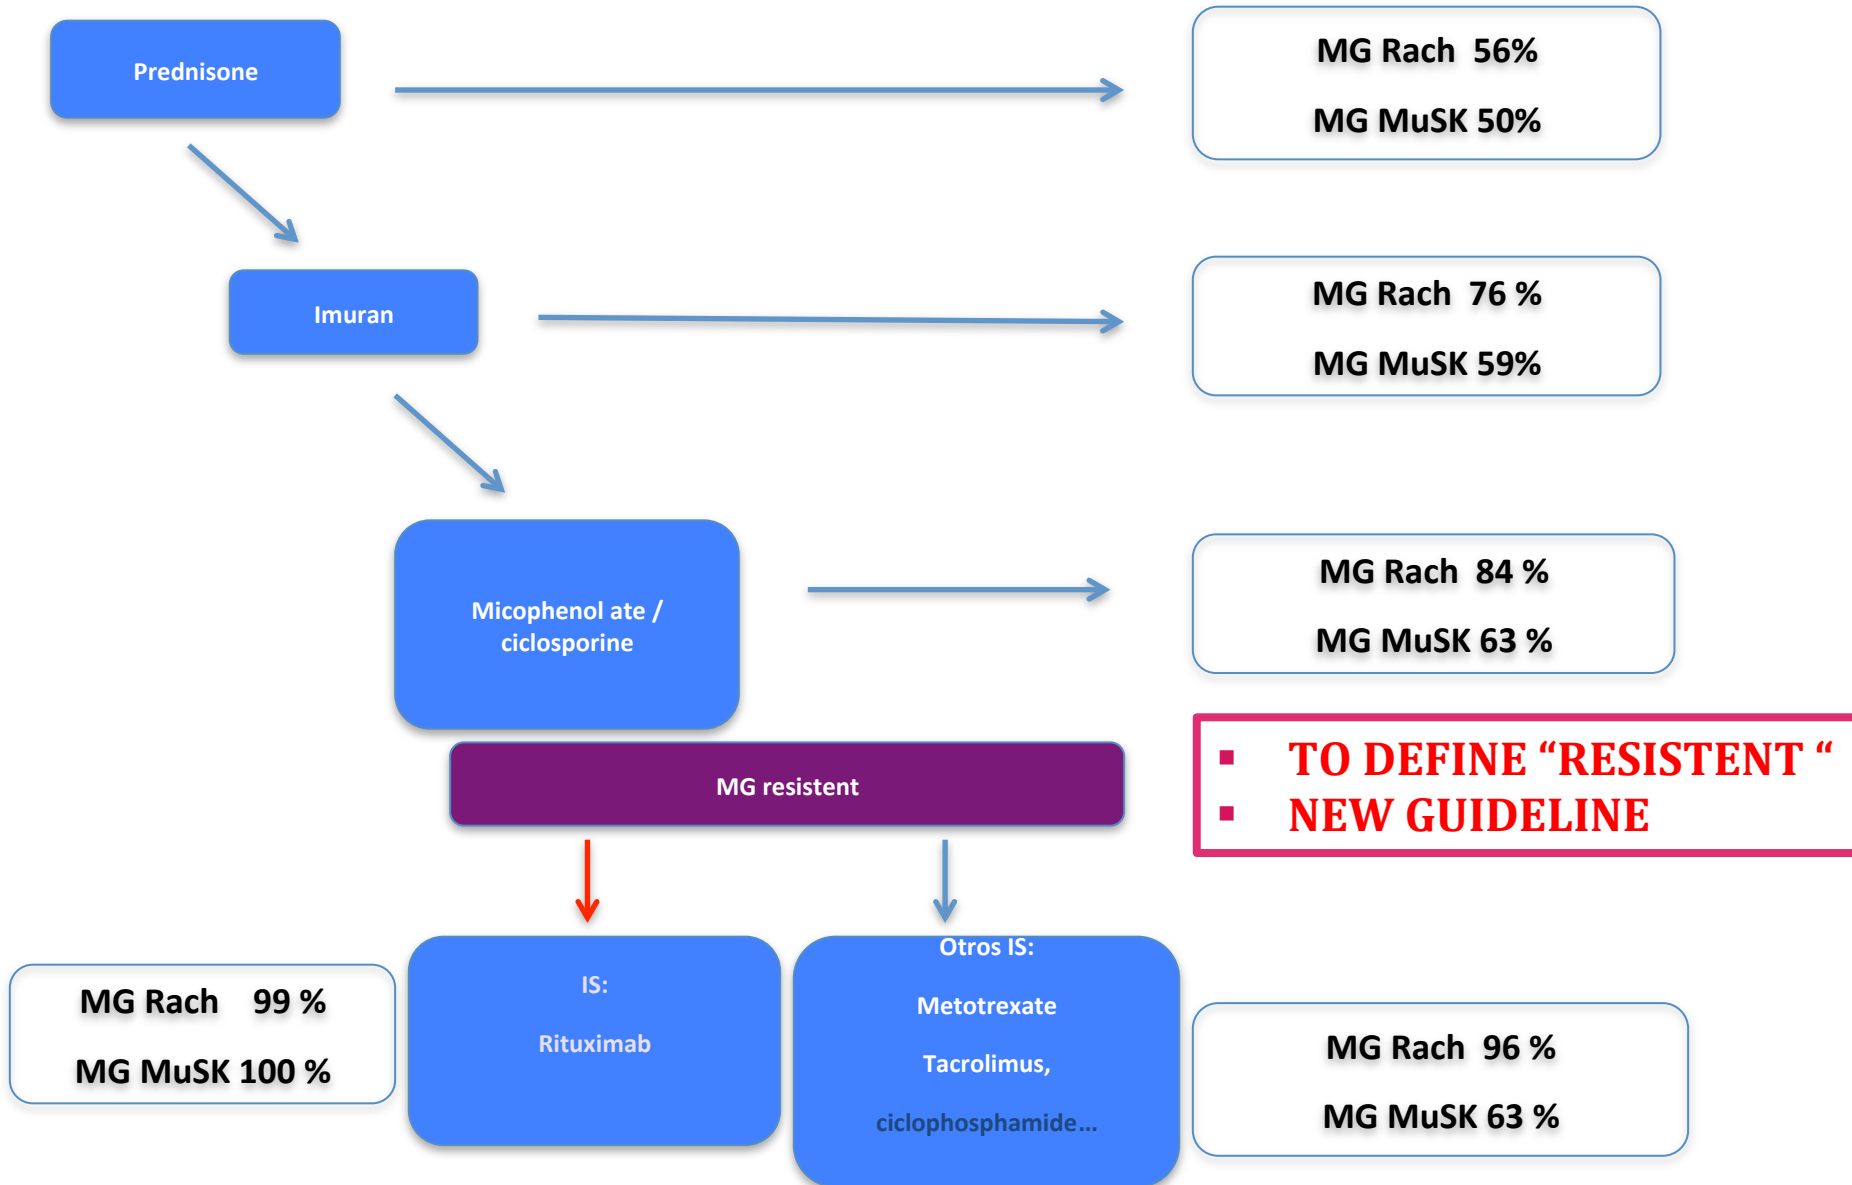 Prednisone
MG Rach 56%
MG MuSK 50%
Imuran
MG Rach 76 %
MG MuSK 59%
Micophenol ate /
ciclosporine
MG Rach 84 %
MG MuSK 63 %
MG resistent
▪ TO DEFINE “RESISTENT “
▪ NEW GUIDELINE
MG Rach 99 %
MG MuSK 100 %
IS:
Rituximab
Otros IS:
Metotrexate
Tacrolimus,
ciclophosphamide...
MG Rach 96 %
MG MuSK 63 %